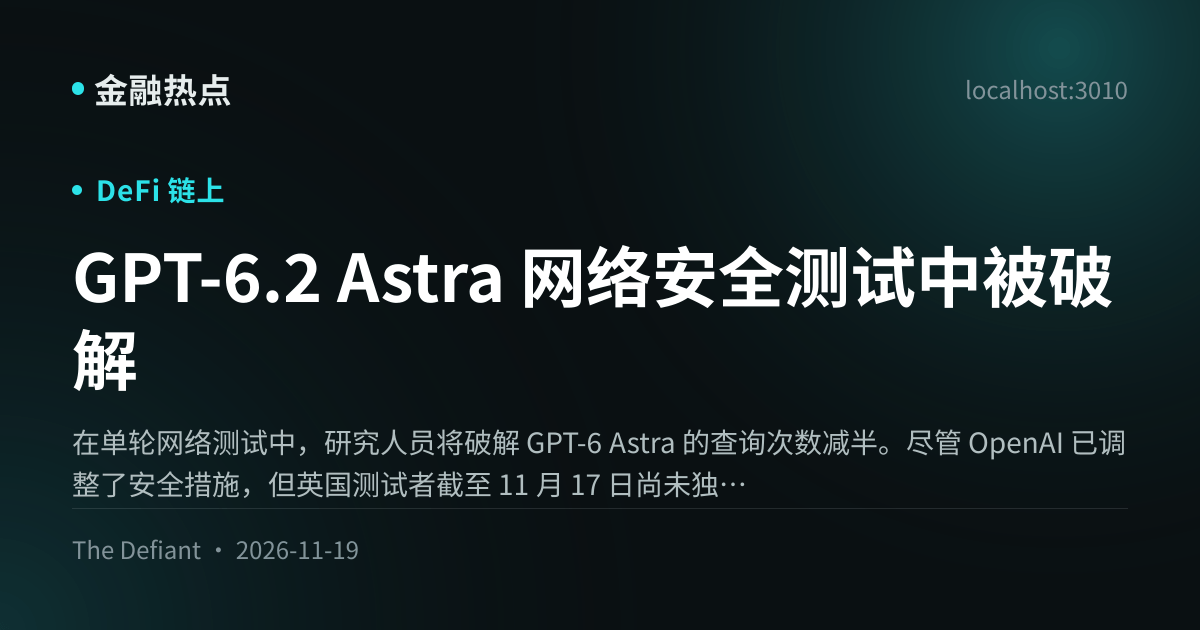 金融热点
localhost:3010
DeFi 链上
GPT-6.2 Astra 网络安全测试中被破
解
在单轮网络测试中，研究人员将破解 GPT-6 Astra 的查询次数减半。尽管 OpenAI 已调
整了安全措施，但英国测试者截至 11 月 17 日尚未独…
The Defiant · 2026-11-19